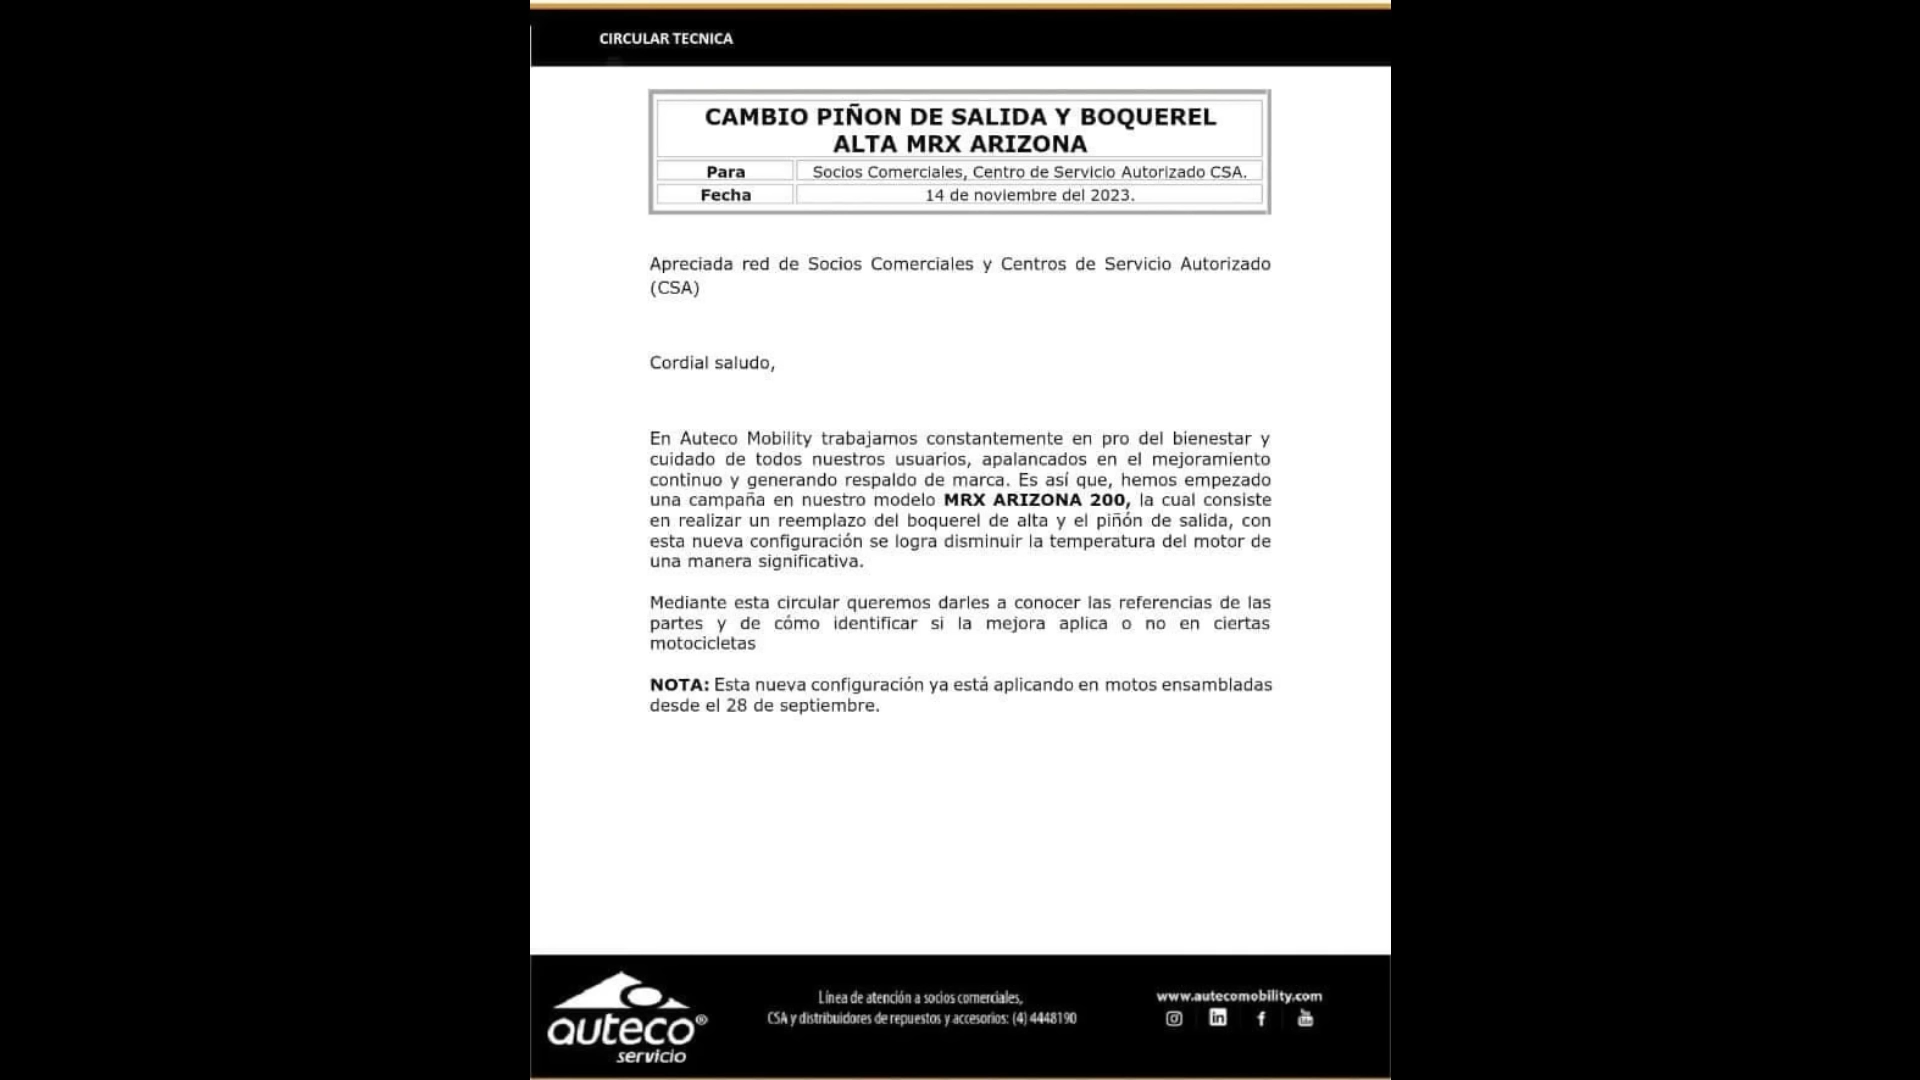 CIRCULAR TECNICA
CAMBIO PIÑON DE SALIDA Y BOQUEREL
ALTA MRX ARIZONA
Para Socios Comerciales, Centro de Servicio Autorizado CSA.
Fecha 14 de noviembre del 2023.
Apreciada red de Socios Comerciales y Centros de Servicio Autorizado
(CSA)
Cordial saludo,
En Auteco Mobility trabajamos constantemente en pro del bienestar y
cuidado de todos nuestros usuarios, apalancados en el mejoramiento
continuo y generando respaldo de marca. Es así que, hemos empezado
una campaña en nuestro modelo MRX ARIZONA 200, la cual consiste
en realizar un reemplazo del boquerel de alta y el piñón de salida, con
esta nueva configuración se logra disminuir la temperatura del motor de
una manera significativa.
Mediante esta circular queremos darles a conocer las referencias de las
partes y de cómo identificar si la mejora aplica o no en ciertas
motocicletas
NOTA: Esta nueva configuración ya está aplicando en motos ensambladas
desde el 28 de septiembre.
auteco®
servicio
Línea de atención a socios comerciales,
CSA y distribuidores de repuestos y accesorios: (4) 4448190
www.autecomobility.com